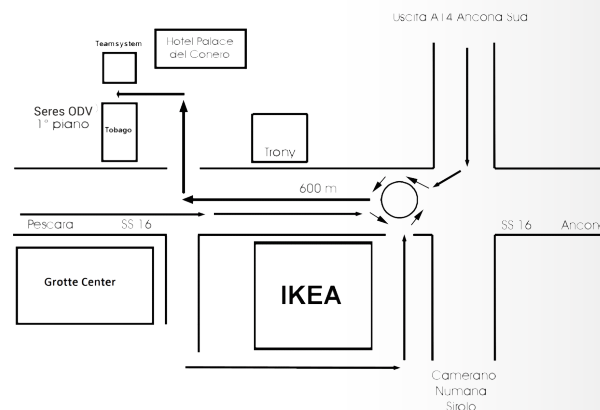 Uscita A14 Ancona Sud
Teamsystem
Hotel Palace
del Conero
Seres ODV
1° piano
Tobago
Trony
600 m
Pescara
SS 16
SS 16
Grotte Center
IKEA
Camerano
Numana
Sirolo